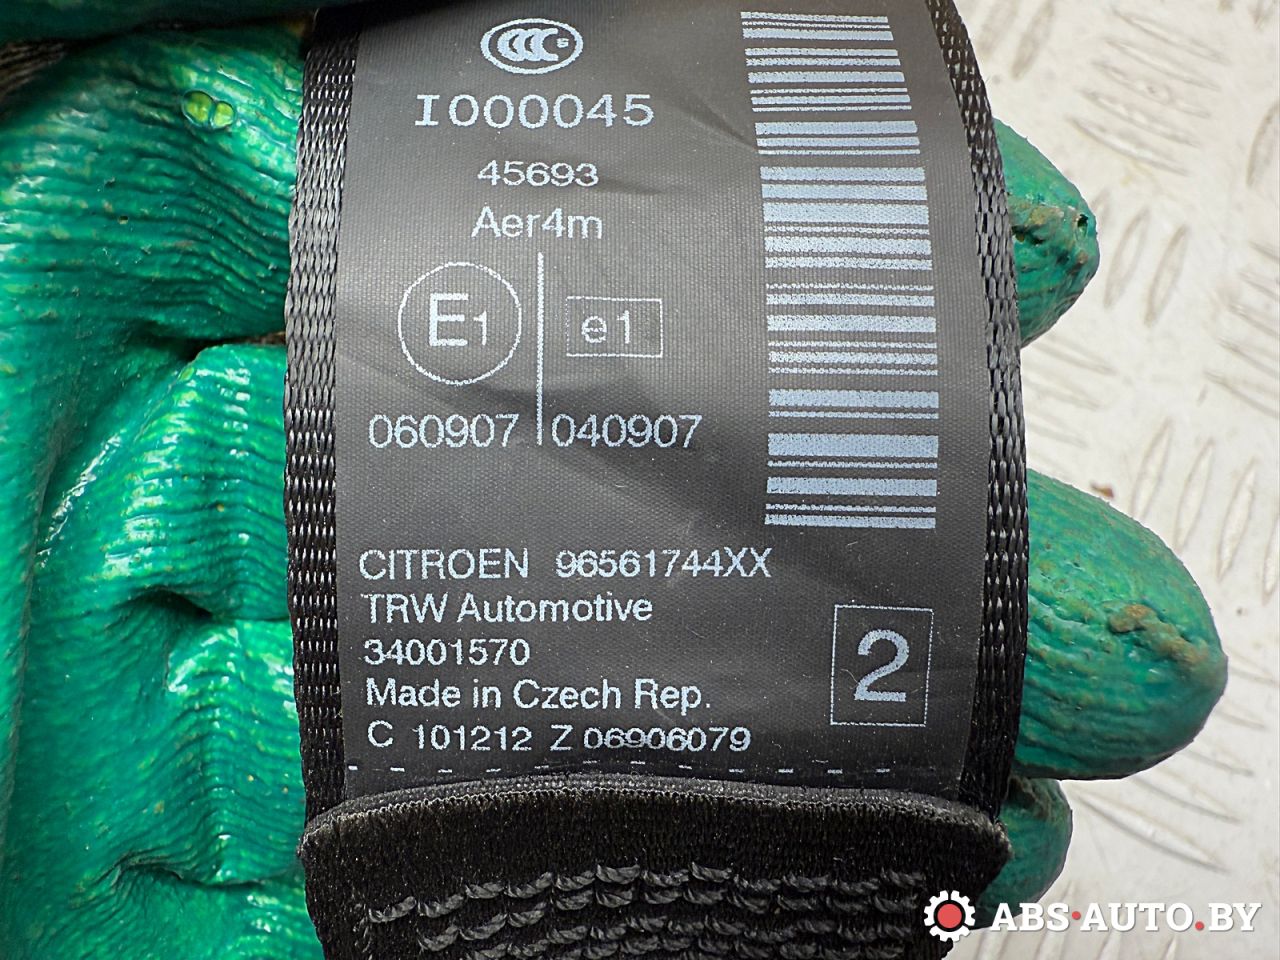 CCC S
I000045
45693
Aer4m
E1 e1
060907 040907
CITROEN 96561744XX
TRW Automotive
34001570
Made in Czech Rep.
C 101212 Z 06906079
2
ABS-AUTO.BY